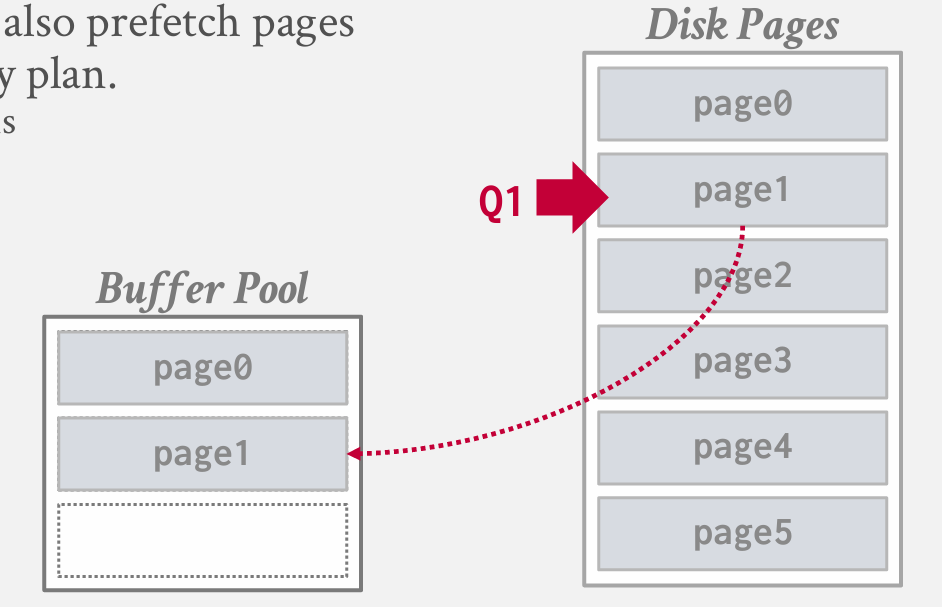 also prefetch pages
y plan.
s
Disk Pages
page0
page1
page2
page3
page4
page5
Q1
Buffer Pool
page0
page1